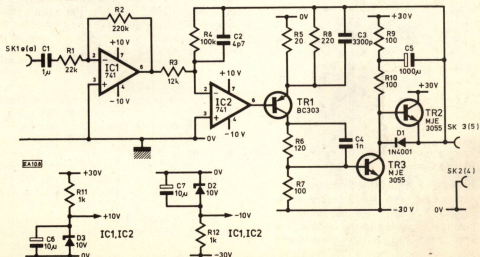 0V
+30V
R2
220k
R4
100k
C2
4p7
R5
20
R8
220
C3
3300p
R9
100
C5
1000µ
SK1(a)
C1
1µ
R1
22k
+10V
IC1
741
-10V
R3
12k
+10V
IC2
741
-10V
TR1
BC303
R10
100
+30V
TR2
MJE
3055
D1
1N4001
SK 3(5)
0V
R6
120
C4
1n
TR3
MJE
3055
R7
100
SK2(4)
0V
-30V
EA108
+30V
R11
1k
+10V
IC1,IC2
C6
10µ
D3
10V
0V
0V
C7
10µ
D2
10V
-10V
IC1,IC2
R12
1k
-30V